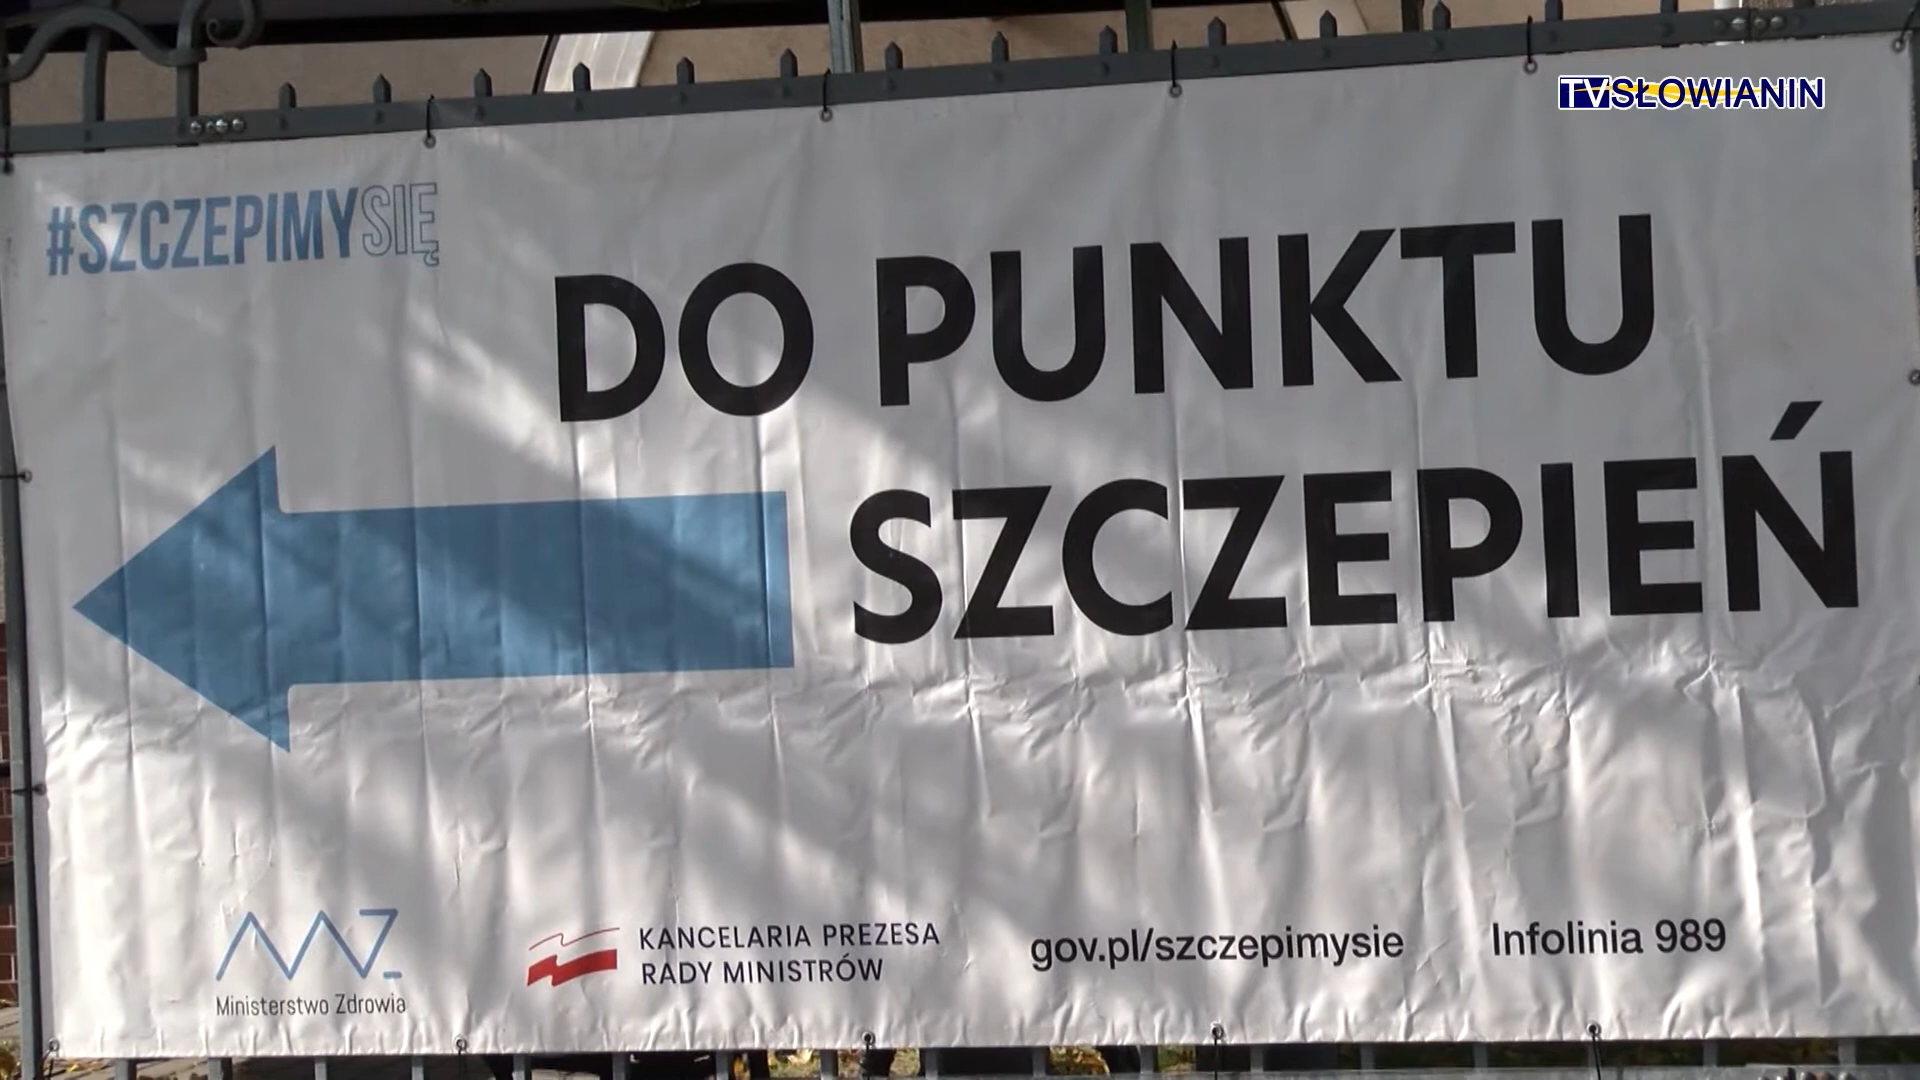 TV SŁOWIANIN
#SZCZEPIMYSIĘ
DO PUNKTU
SZCZEPIEŃ
Ministerstwo Zdrowia
KANCELARIA PREZESA
RADY MINISTRÓW
gov.pl/szczepimysie
Infolinia 989